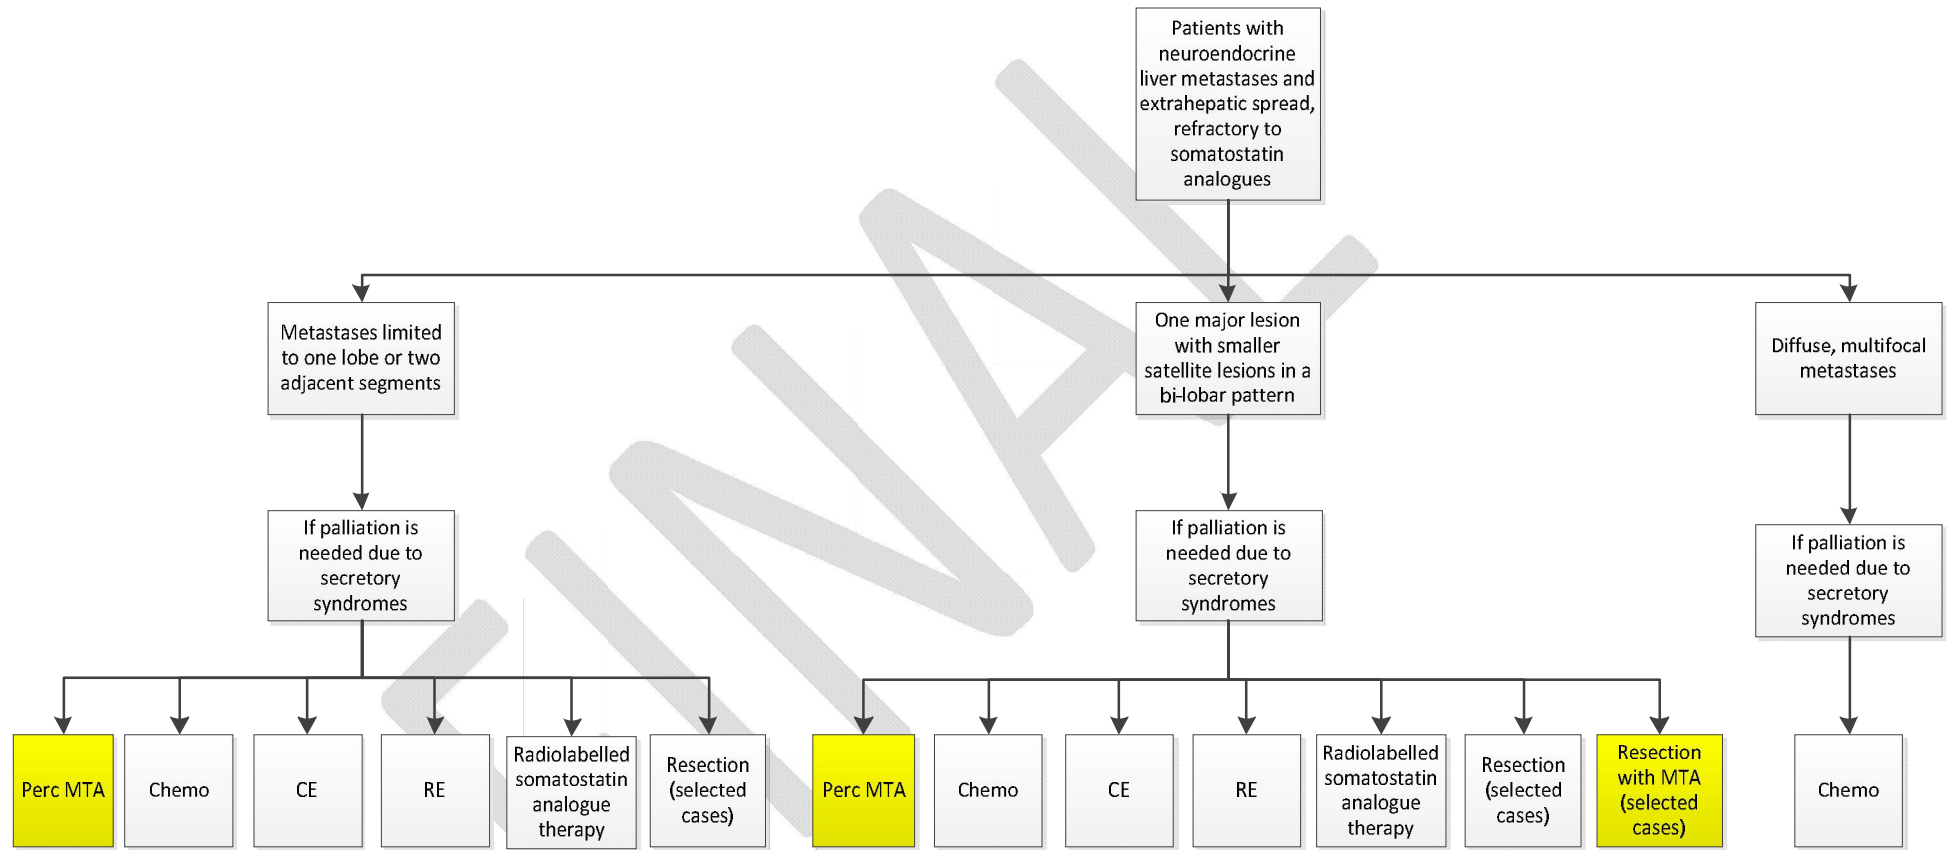 Patients with
neuroendocrine
liver metastases and
extrahepatic spread,
refractory to
somatostatin
analogues
Metastases limited
to one lobe or two
adjacent segments
One major lesion
with smaller
satellite lesions in a
bi-lobar pattern
Diffuse, multifocal
metastases
If palliation is
needed due to
secretory
syndromes
If palliation is
needed due to
secretory
syndromes
If palliation is
needed due to
secretory
syndromes
Perc MTA
Chemo
CE
RE
Radiolabelled
somatostatin
analogue
therapy
Resection
(selected
cases)
Perc MTA
Chemo
CE
RE
Radiolabelled
somatostatin
analogue
therapy
Resection
(selected
cases)
Resection
with MTA
(selected
cases)
Chemo
FINAL